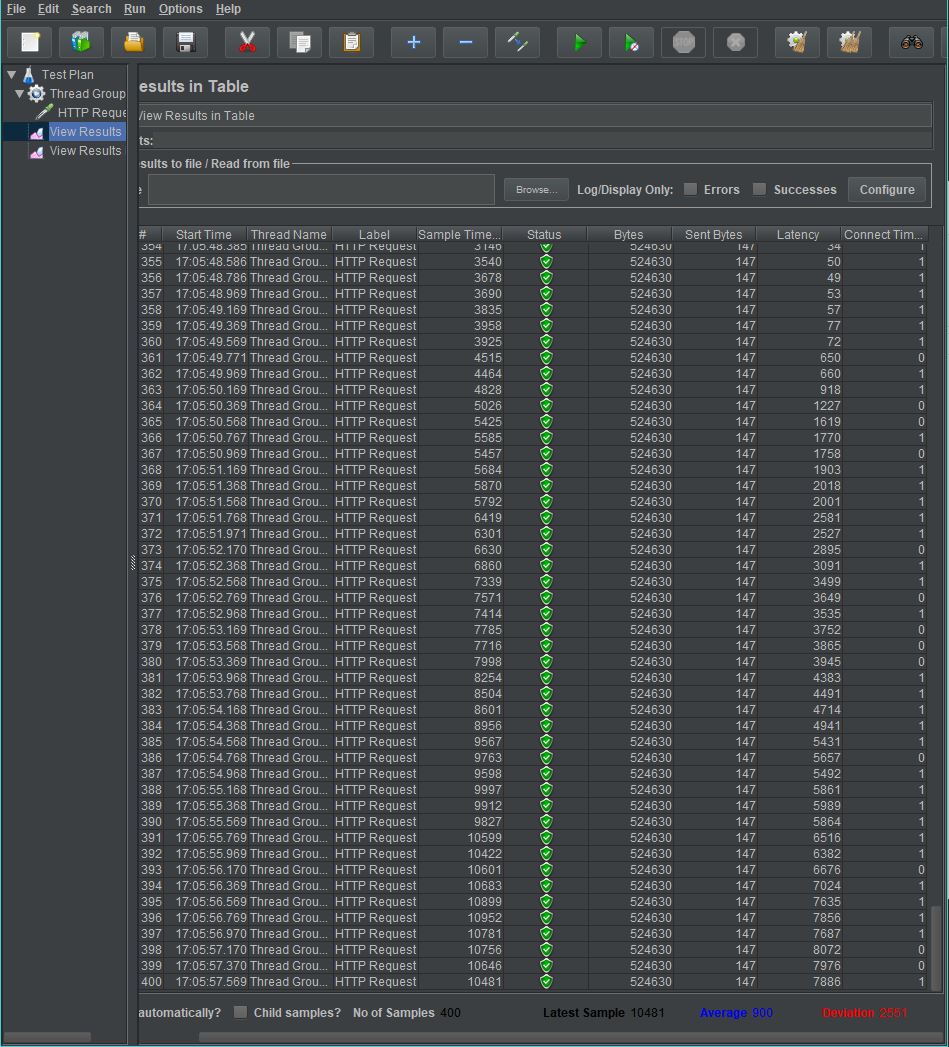 File Edit Search Run Options Help
Test Plan
Thread Group
HTTP Reque
View Results
View Results
esults in Table
View Results in Table
ts:
sults to file / Read from file
e Browse... Log/Display Only: Errors Successes Configure
# Start Time Thread Name Label Sample Time... Status Bytes Sent Bytes Latency Connect Tim...
354 17:05:48.385 Thread Grou... HTTP Request 3146 524630 147 34 1
355 17:05:48.586 Thread Grou... HTTP Request 3540 524630 147 50 1
356 17:05:48.786 Thread Grou... HTTP Request 3678 524630 147 49 1
357 17:05:48.969 Thread Grou... HTTP Request 3690 524630 147 53 1
358 17:05:49.169 Thread Grou... HTTP Request 3835 524630 147 57 1
359 17:05:49.369 Thread Grou... HTTP Request 3958 524630 147 77 1
360 17:05:49.569 Thread Grou... HTTP Request 3925 524630 147 72 1
361 17:05:49.771 Thread Grou... HTTP Request 4515 524630 147 650 0
362 17:05:49.969 Thread Grou... HTTP Request 4464 524630 147 660 1
363 17:05:50.169 Thread Grou... HTTP Request 4828 524630 147 918 1
364 17:05:50.369 Thread Grou... HTTP Request 5026 524630 147 1227 0
365 17:05:50.568 Thread Grou... HTTP Request 5425 524630 147 1619 0
366 17:05:50.767 Thread Grou... HTTP Request 5585 524630 147 1770 1
367 17:05:50.969 Thread Grou... HTTP Request 5457 524630 147 1758 0
368 17:05:51.169 Thread Grou... HTTP Request 5684 524630 147 1903 1
369 17:05:51.368 Thread Grou... HTTP Request 5870 524630 147 2018 1
370 17:05:51.568 Thread Grou... HTTP Request 5792 524630 147 2001 1
371 17:05:51.768 Thread Grou... HTTP Request 6419 524630 147 2581 1
372 17:05:51.971 Thread Grou... HTTP Request 6301 524630 147 2527 1
373 17:05:52.170 Thread Grou... HTTP Request 6630 524630 147 2895 0
374 17:05:52.368 Thread Grou... HTTP Request 6860 524630 147 3091 1
375 17:05:52.568 Thread Grou... HTTP Request 7339 524630 147 3499 1
376 17:05:52.769 Thread Grou... HTTP Request 7571 524630 147 3649 0
377 17:05:52.968 Thread Grou... HTTP Request 7414 524630 147 3535 1
378 17:05:53.169 Thread Grou... HTTP Request 7785 524630 147 3752 0
379 17:05:53.568 Thread Grou... HTTP Request 7716 524630 147 3865 0
380 17:05:53.369 Thread Grou... HTTP Request 7998 524630 147 3945 0
381 17:05:53.968 Thread Grou... HTTP Request 8254 524630 147 4383 1
382 17:05:53.768 Thread Grou... HTTP Request 8504 524630 147 4491 1
383 17:05:54.168 Thread Grou... HTTP Request 8601 524630 147 4714 1
384 17:05:54.368 Thread Grou... HTTP Request 8956 524630 147 4941 1
385 17:05:54.568 Thread Grou... HTTP Request 9567 524630 147 5431 1
386 17:05:54.768 Thread Grou... HTTP Request 9763 524630 147 5657 0
387 17:05:54.968 Thread Grou... HTTP Request 9598 524630 147 5492 1
388 17:05:55.168 Thread Grou... HTTP Request 9997 524630 147 5861 1
389 17:05:55.368 Thread Grou... HTTP Request 9912 524630 147 5989 1
390 17:05:55.569 Thread Grou... HTTP Request 9827 524630 147 5864 1
391 17:05:55.769 Thread Grou... HTTP Request 10599 524630 147 6516 1
392 17:05:55.969 Thread Grou... HTTP Request 10422 524630 147 6382 1
393 17:05:56.170 Thread Grou... HTTP Request 10601 524630 147 6676 0
394 17:05:56.369 Thread Grou... HTTP Request 10683 524630 147 7024 1
395 17:05:56.569 Thread Grou... HTTP Request 10899 524630 147 7635 1
396 17:05:56.769 Thread Grou... HTTP Request 10952 524630 147 7856 1
397 17:05:56.970 Thread Grou... HTTP Request 10781 524630 147 7687 1
398 17:05:57.170 Thread Grou... HTTP Request 10756 524630 147 8072 0
399 17:05:57.370 Thread Grou... HTTP Request 10646 524630 147 7976 0
400 17:05:57.569 Thread Grou... HTTP Request 10481 524630 147 7886 1
automatically? Child samples? No of Samples 400 Latest Sample 10481 Average 900 Deviation 2551